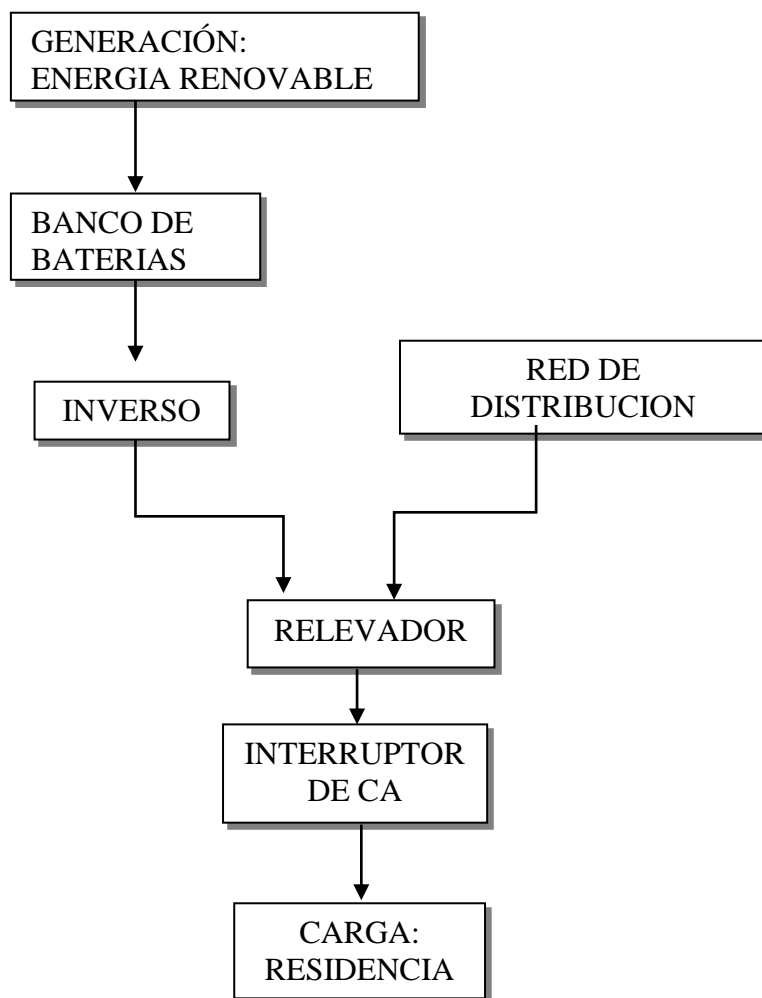 GENERACIÓN:
ENERGIA RENOVABLE
BANCO DE
BATERIAS
INVERSO
RED DE
DISTRIBUCION
RELEVADOR
INTERRUPTOR
DE CA
CARGA:
RESIDENCIA